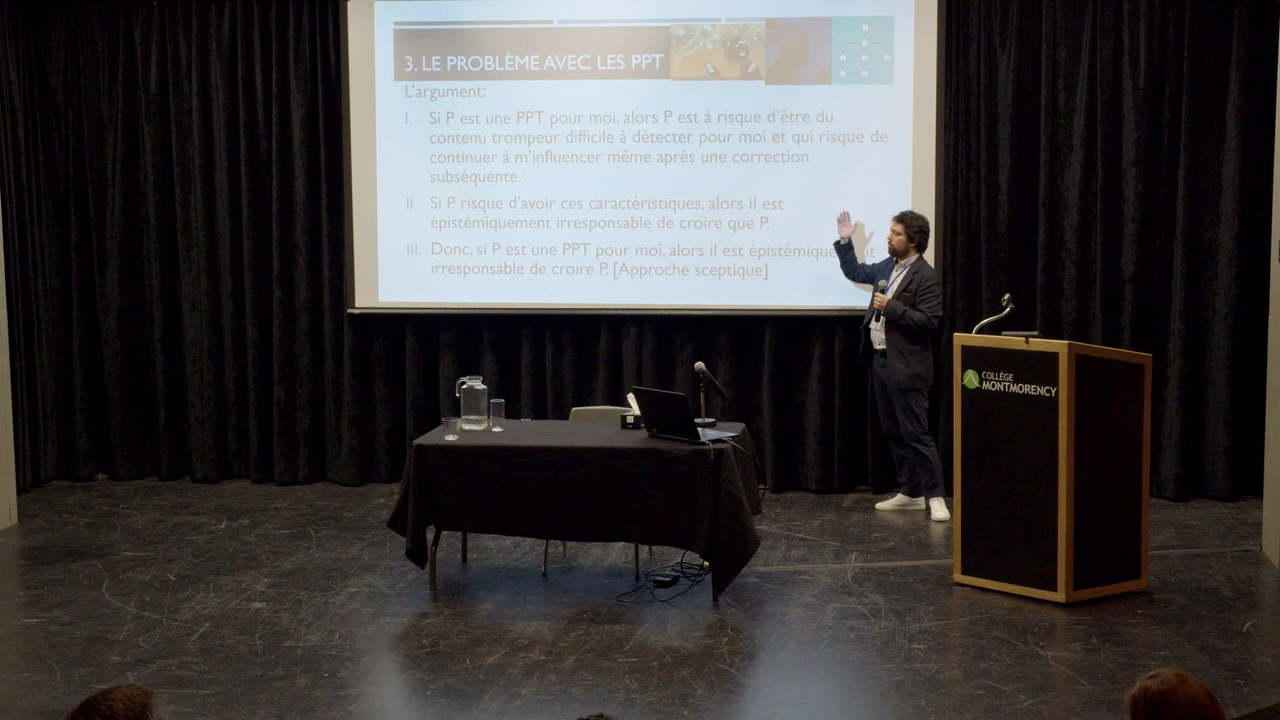 3. LE PROBLÈME AVEC LES PPT
L'argument:
I. Si P est une PPT pour moi, alors P est à risque d'être du
contenu trompeur difficile à détecter pour moi et qui risque de
continuer à m'influencer même après une correction
subséquente.
II. Si P risque d'avoir ces caractéristiques, alors il est
épistémiquement irresponsable de croire que P.
III. Donc, si P est une PPT pour moi, alors il est
irresponsable de croire P. [Approche sceptique]
COLLÈGE
MONTMORENCY